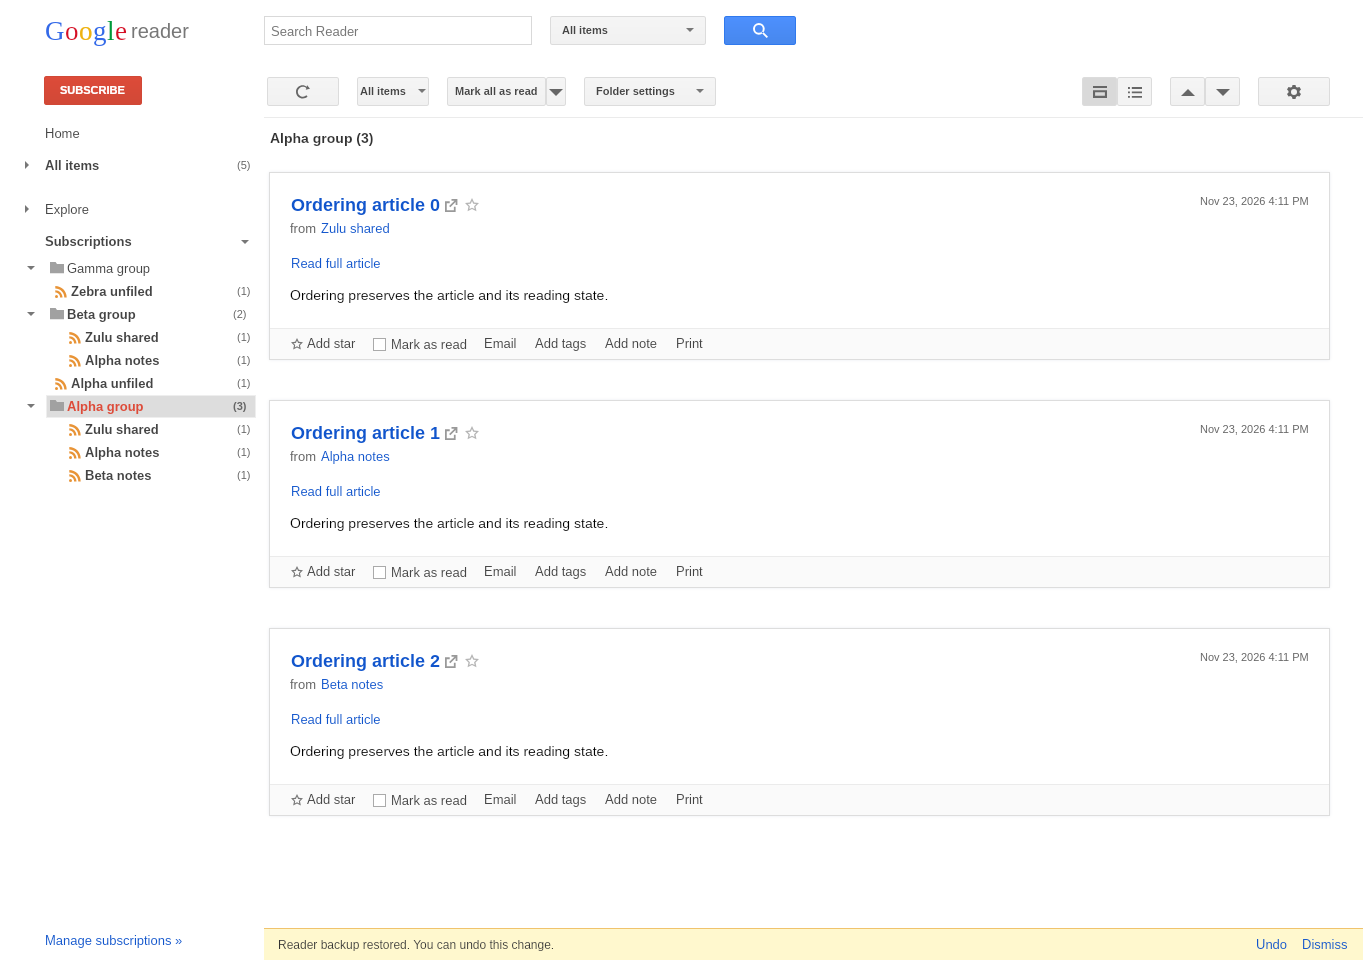 Google reader
Search Reader
All items
SUBSCRIBE
All items
Mark all as read
Folder settings
Home
All items (5)
Explore
Subscriptions
Gamma group
Zebra unfiled (1)
Beta group (2)
Zulu shared (1)
Alpha notes (1)
Alpha unfiled (1)
Alpha group (3)
Zulu shared (1)
Alpha notes (1)
Beta notes (1)
Manage subscriptions »
Alpha group (3)
Ordering article 0 Nov 23, 2026 4:11 PM
from Zulu shared
Read full article
Ordering preserves the article and its reading state.
Add star Mark as read Email Add tags Add note Print
Ordering article 1 Nov 23, 2026 4:11 PM
from Alpha notes
Read full article
Ordering preserves the article and its reading state.
Add star Mark as read Email Add tags Add note Print
Ordering article 2 Nov 23, 2026 4:11 PM
from Beta notes
Read full article
Ordering preserves the article and its reading state.
Add star Mark as read Email Add tags Add note Print
Reader backup restored. You can undo this change. Undo Dismiss